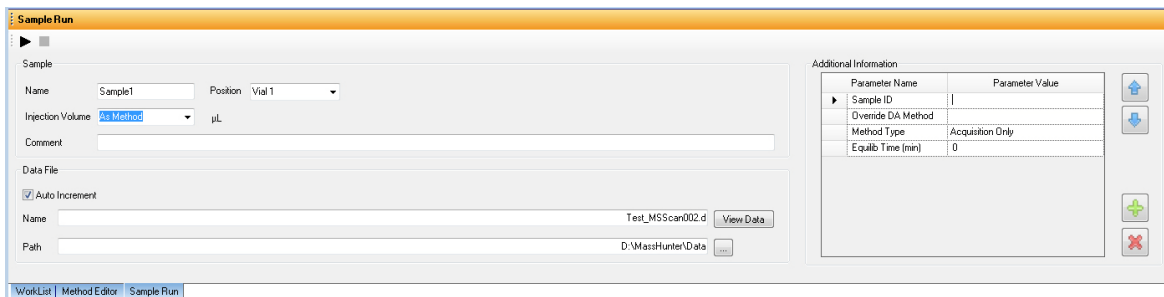 Sample Run
Sample
Name Sample1 Position Vial 1
Injection Volume As Method µL
Comment
Data File
Auto Increment
Name Test_MSScan002.d View Data
Path D:\MassHunter\Data ...
Additional Information
Parameter Name Parameter Value
Sample ID
Override DA Method
Method Type Acquisition Only
Equilib Time (min) 0
WorkList Method Editor Sample Run